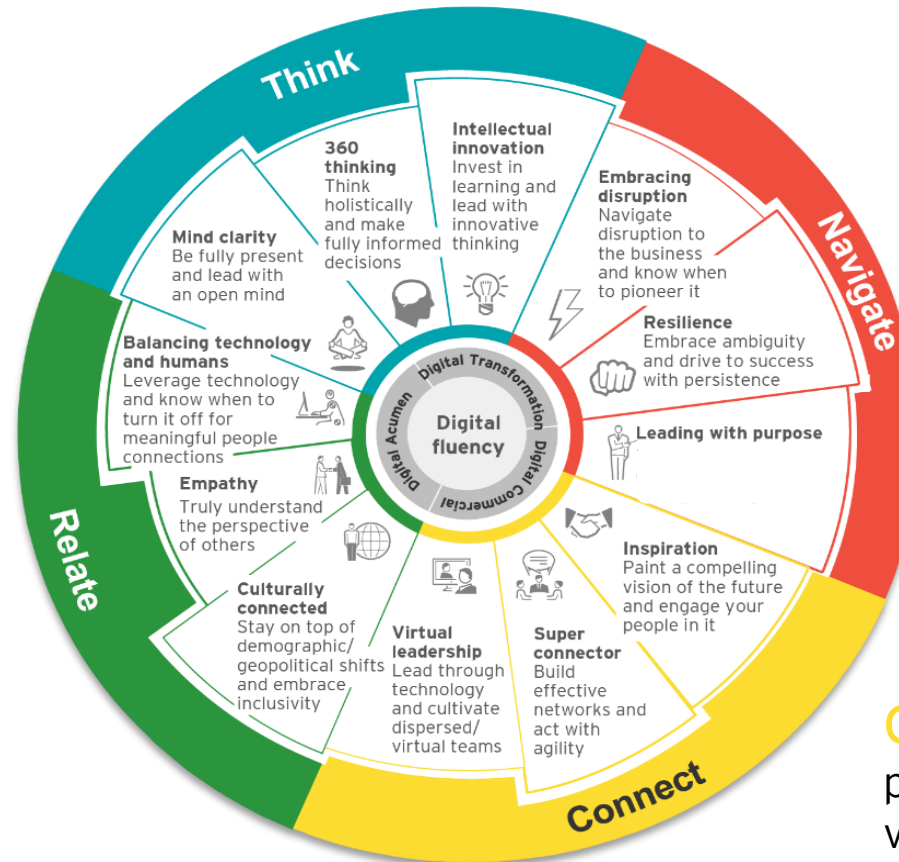 Think
Intellectual
innovation
Invest in
learning and
lead with
innovative
thinking
360
thinking
Think
holistically
and make
fully informed
decisions
Mind clarity
Be fully present
and lead with
an open mind
Navigate
Embracing
disruption
Navigate
disruption to
the business
and know when
to pioneer it
Resilience
Embrace ambiguity
and drive to success
with persistence
Leading with purpose
Connect
Inspiration
Paint a compelling
vision of the future
and engage your
people in it
Super
connector
Build
effective
networks and
act with
agility
Virtual
leadership
Lead through
technology
and cultivate
dispersed/
virtual teams
Relate
Culturally
connected
Stay on top of
demographic/
geopolitical shifts
and embrace
inclusivity
Empathy
Truly understand
the perspective
of others
Balancing technology
and humans
Leverage technology
and know when to
turn it off for
meaningful people
connections
Digital Transformation
Digital Commercial
Digital Acumen
Digital
fluency